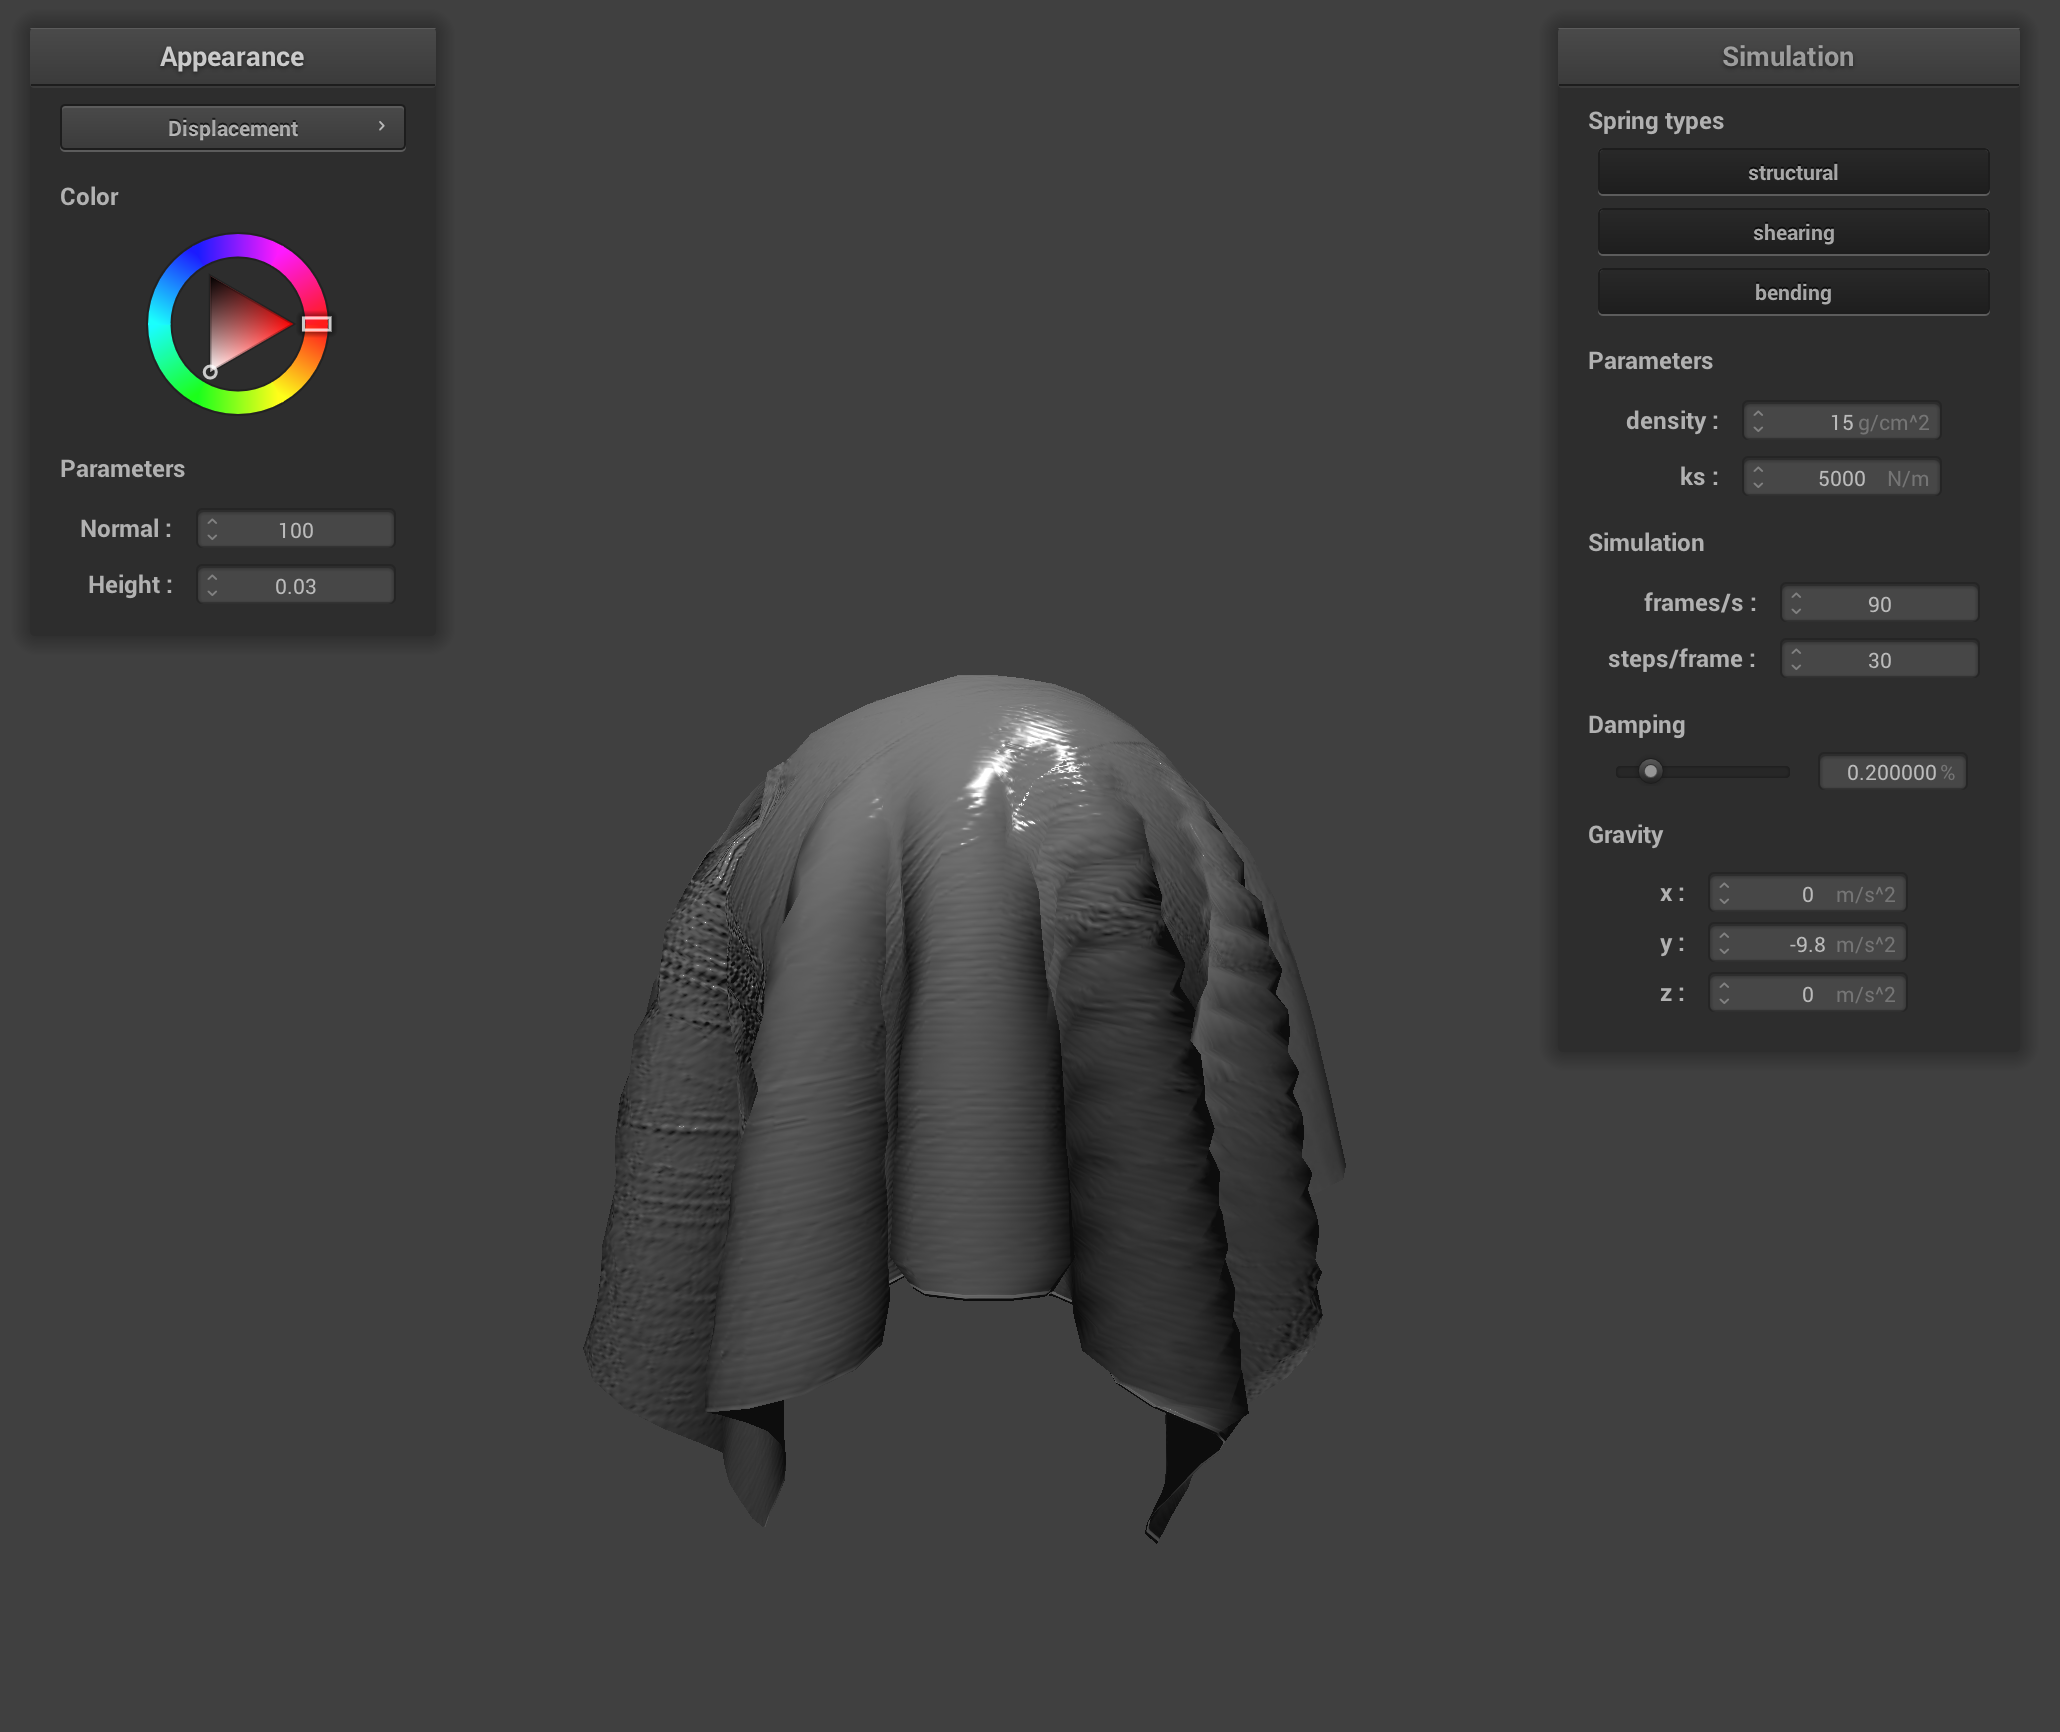 Appearance
Displacement
Color
Parameters
Normal : 100
Height : 0.03
Simulation
Spring types
structural
shearing
bending
Parameters
density : 15 g/cm^2
ks : 5000 N/m
Simulation
frames/s : 90
steps/frame : 30
Damping
0.200000 %
Gravity
x : 0 m/s^2
y : -9.8 m/s^2
z : 0 m/s^2